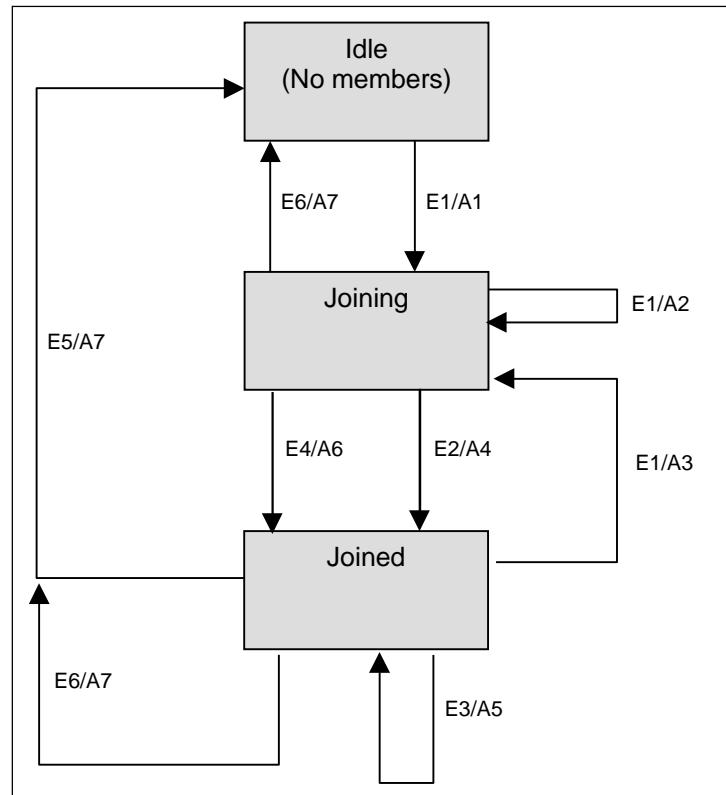 Idle
(No members)
E6/A7
E1/A1
Joining
E1/A2
E5/A7
E4/A6
E2/A4
E1/A3
Joined
E6/A7
E3/A5